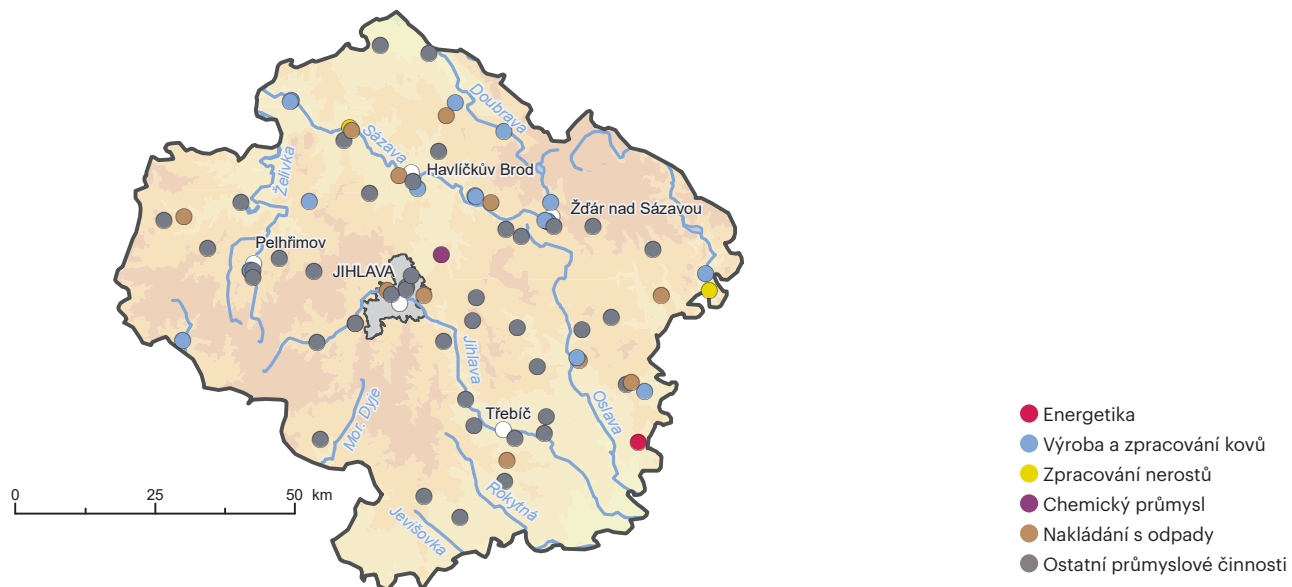 Doubrava
Sázava
Želivka
Havlíčkův Brod
Žďár nad Sázavou
Pelhřimov
JIHLAVA
Jihlava
Mor. Dyje
Třebíč
Oslava
Rokytná
Jevišovka
0 25 50 km
Energetika
Výroba a zpracování kovů
Zpracování nerostů
Chemický průmysl
Nakládání s odpady
Ostatní průmyslové činnosti